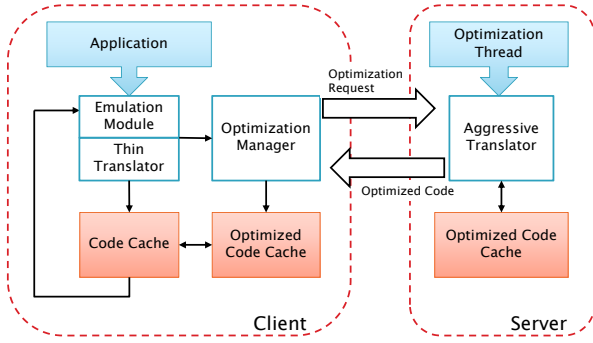 Application
Emulation
Module
Thin
Translator
Optimization
Manager
Code Cache
Optimized
Code Cache
Client
Optimization
Request
Optimized Code
Optimization
Thread
Aggressive
Translator
Optimized Code
Cache
Server